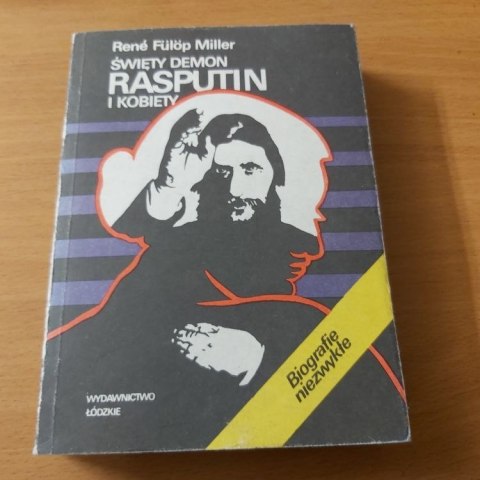 René Fülöp Miller
ŚWIĘTY DEMON
RASPUTIN
I KOBIETY
Biografie
niezwykłe
WYDAWNICTWO
ŁÓDZKIE